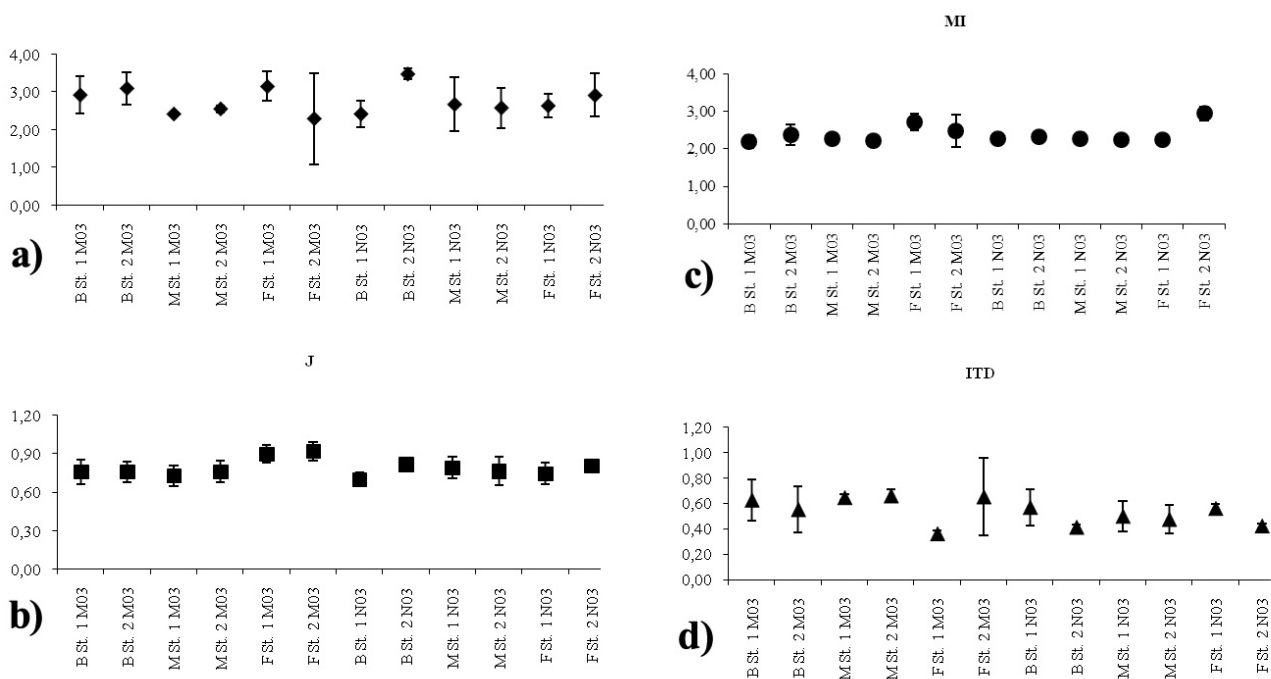 4,00
3,00
2,00
1,00
0,00
B St. 1 M03
B St. 2 M03
M St. 1 M03
M St. 2 M03
F St. 1 M03
F St. 2 M03
B St. 1 N03
B St. 2 N03
M St. 1 N03
M St. 2 N03
F St. 1 N03
F St. 2 N03
a)
J
1,20
0,90
0,60
0,30
0,00
B St. 1 M03
B St. 2 M03
M St. 1 M03
M St. 2 M03
F St. 1 M03
F St. 2 M03
B St. 1 N03
B St. 2 N03
M St. 1 N03
M St. 2 N03
F St. 1 N03
F St. 2 N03
b)
MI
4,00
3,00
2,00
1,00
0,00
B St. 1 M03
B St. 2 M03
M St. 1 M03
M St. 2 M03
F St. 1 M03
F St. 2 M03
B St. 1 N03
B St. 2 N03
M St. 1 N03
M St. 2 N03
F St. 1 N03
F St. 2 N03
c)
ITD
1,20
1,00
0,80
0,60
0,40
0,20
0,00
B St. 1 M03
B St. 2 M03
M St. 1 M03
M St. 2 M03
F St. 1 M03
F St. 2 M03
B St. 1 N03
B St. 2 N03
M St. 1 N03
M St. 2 N03
F St. 1 N03
F St. 2 N03
d)